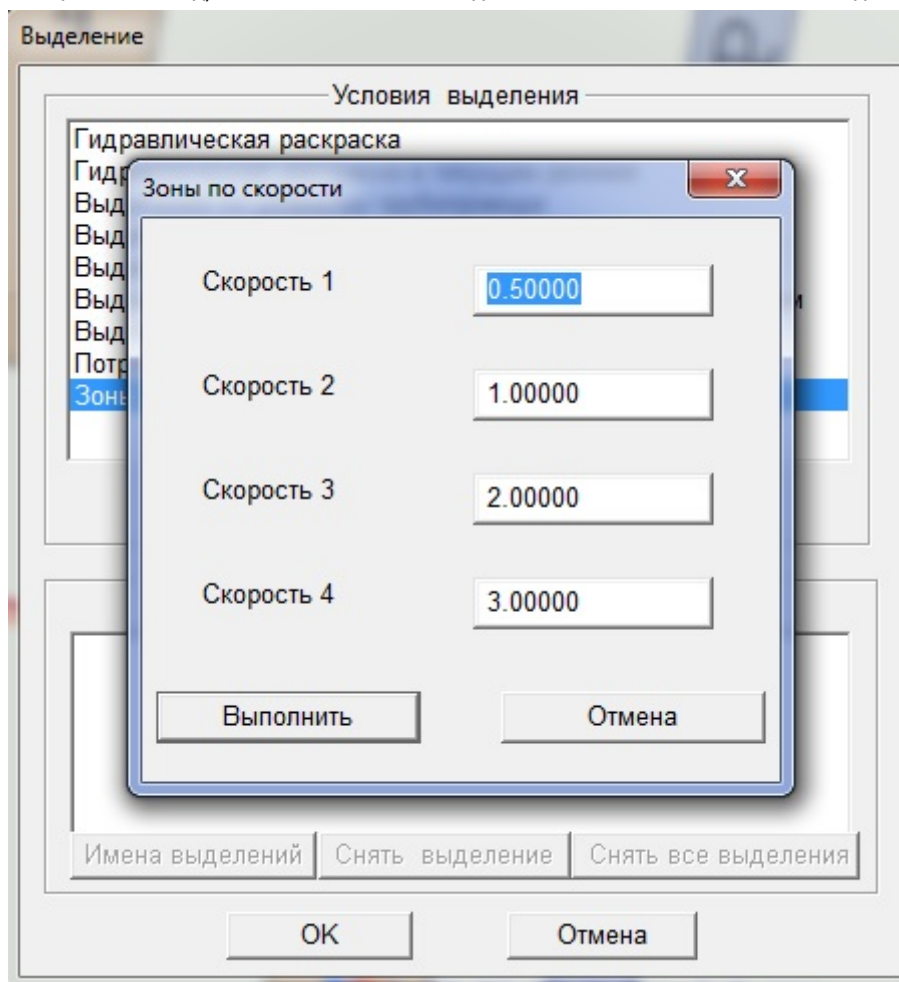 Выделение
Условия выделения
Гидравлическая раскраска
Зоны по скорости
Скорость 1
0.50000
Скорость 2
1.00000
Скорость 3
2.00000
Скорость 4
3.00000
Выполнить Отмена
Имена выделений Снять выделение Снять все выделения
OK Отмена